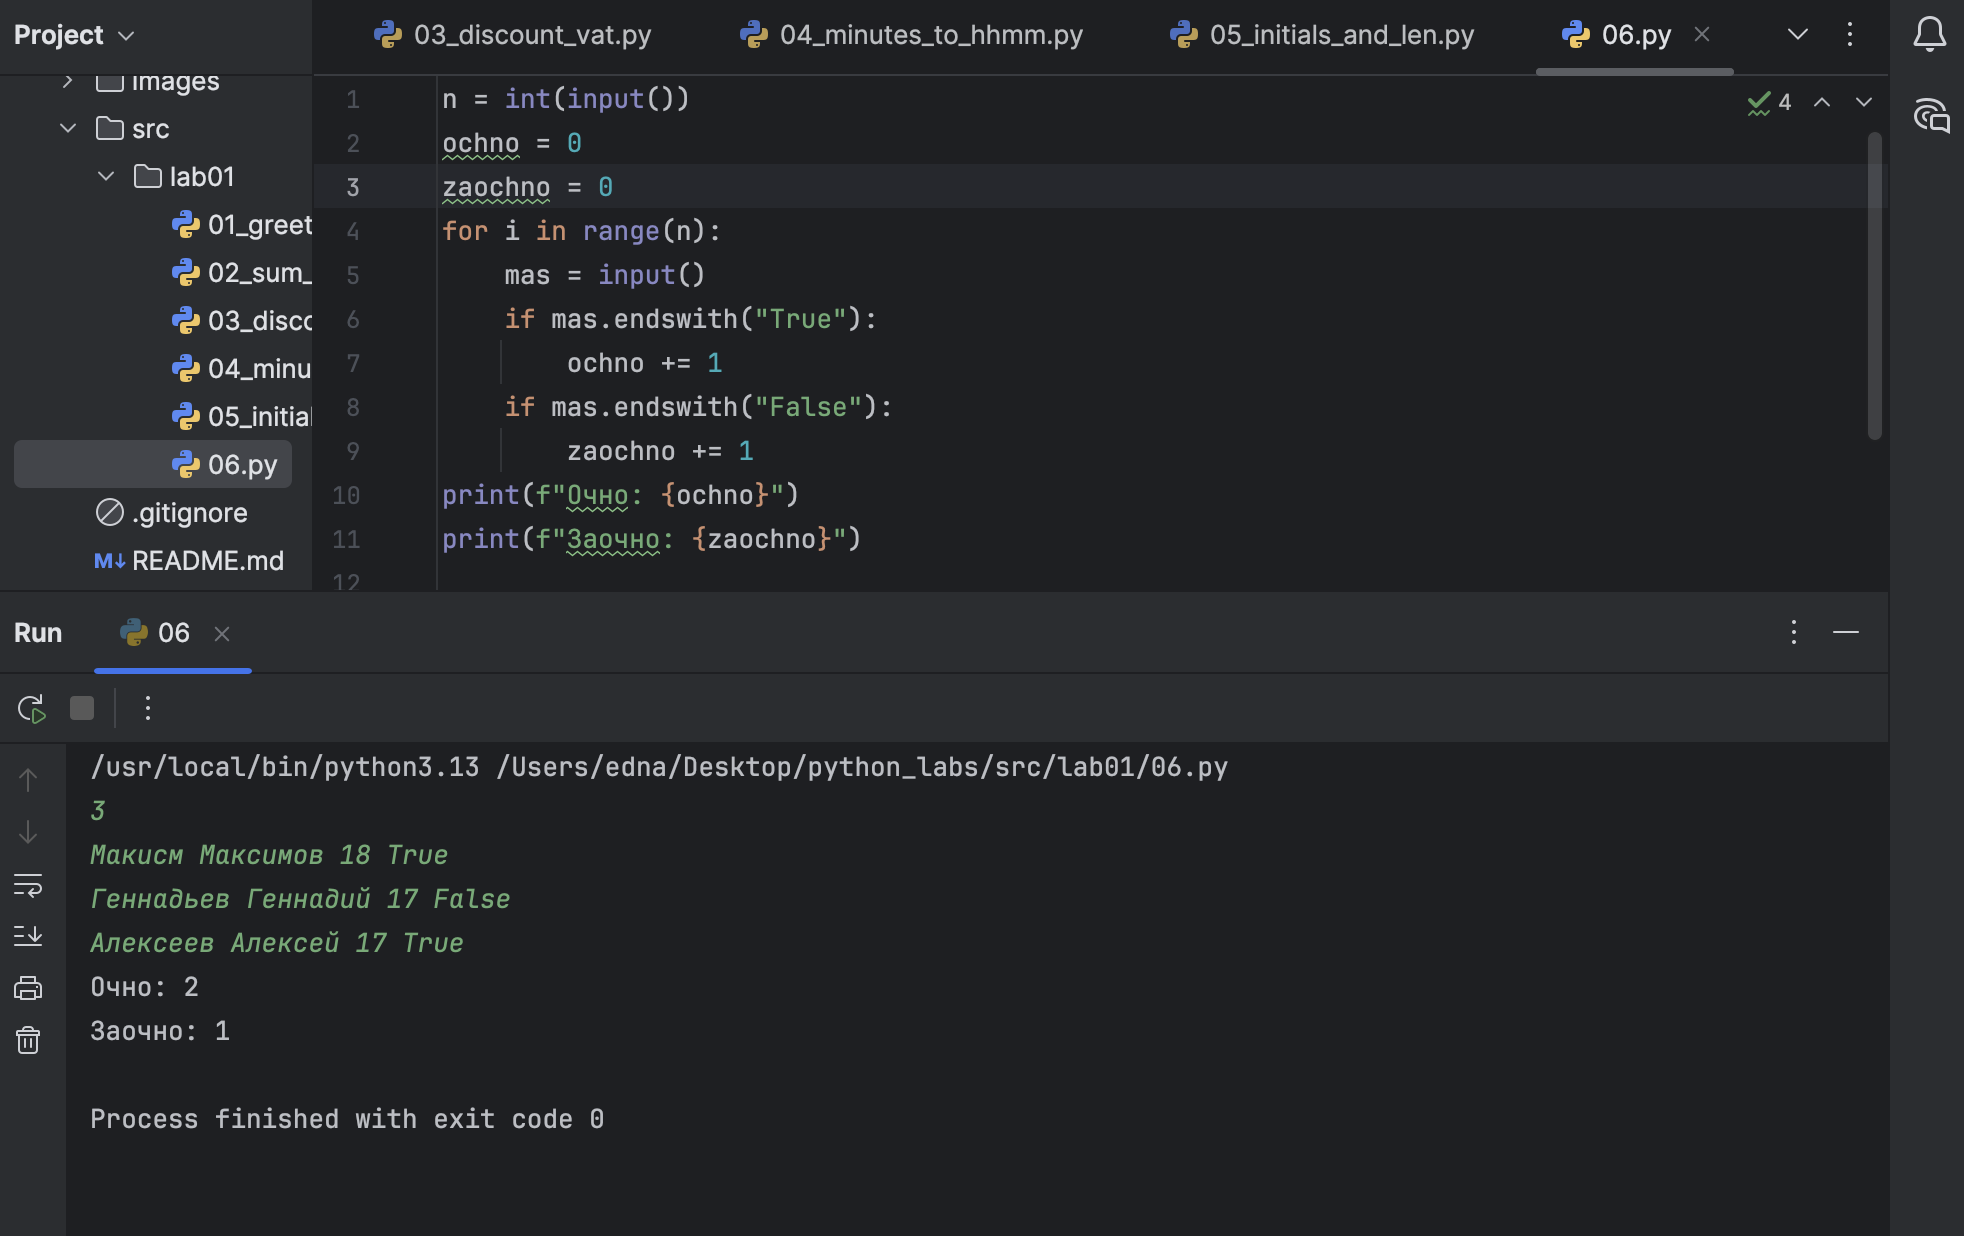 Project
03_discount_vat.py
04_minutes_to_hhmm.py
05_initials_and_len.py
06.py
images
src
lab01
01_greet
02_sum_
03_disco
04_minu
05_initial
06.py
.gitignore
M↓ README.md
4
1 n = int(input())
2 ochno = 0
3 zaochno = 0
4 for i in range(n):
5 mas = input()
6 if mas.endswith("True"):
7 ochno += 1
8 if mas.endswith("False"):
9 zaochno += 1
10 print(f"Очно: {ochno}")
11 print(f"Заочно: {zaochno}")
12
Run
06
/usr/local/bin/python3.13 /Users/edna/Desktop/python_labs/src/lab01/06.py
3
Макисм Максимов 18 True
Геннадьев Геннадий 17 False
Алексеев Алексей 17 True
Очно: 2
Заочно: 1
Process finished with exit code 0